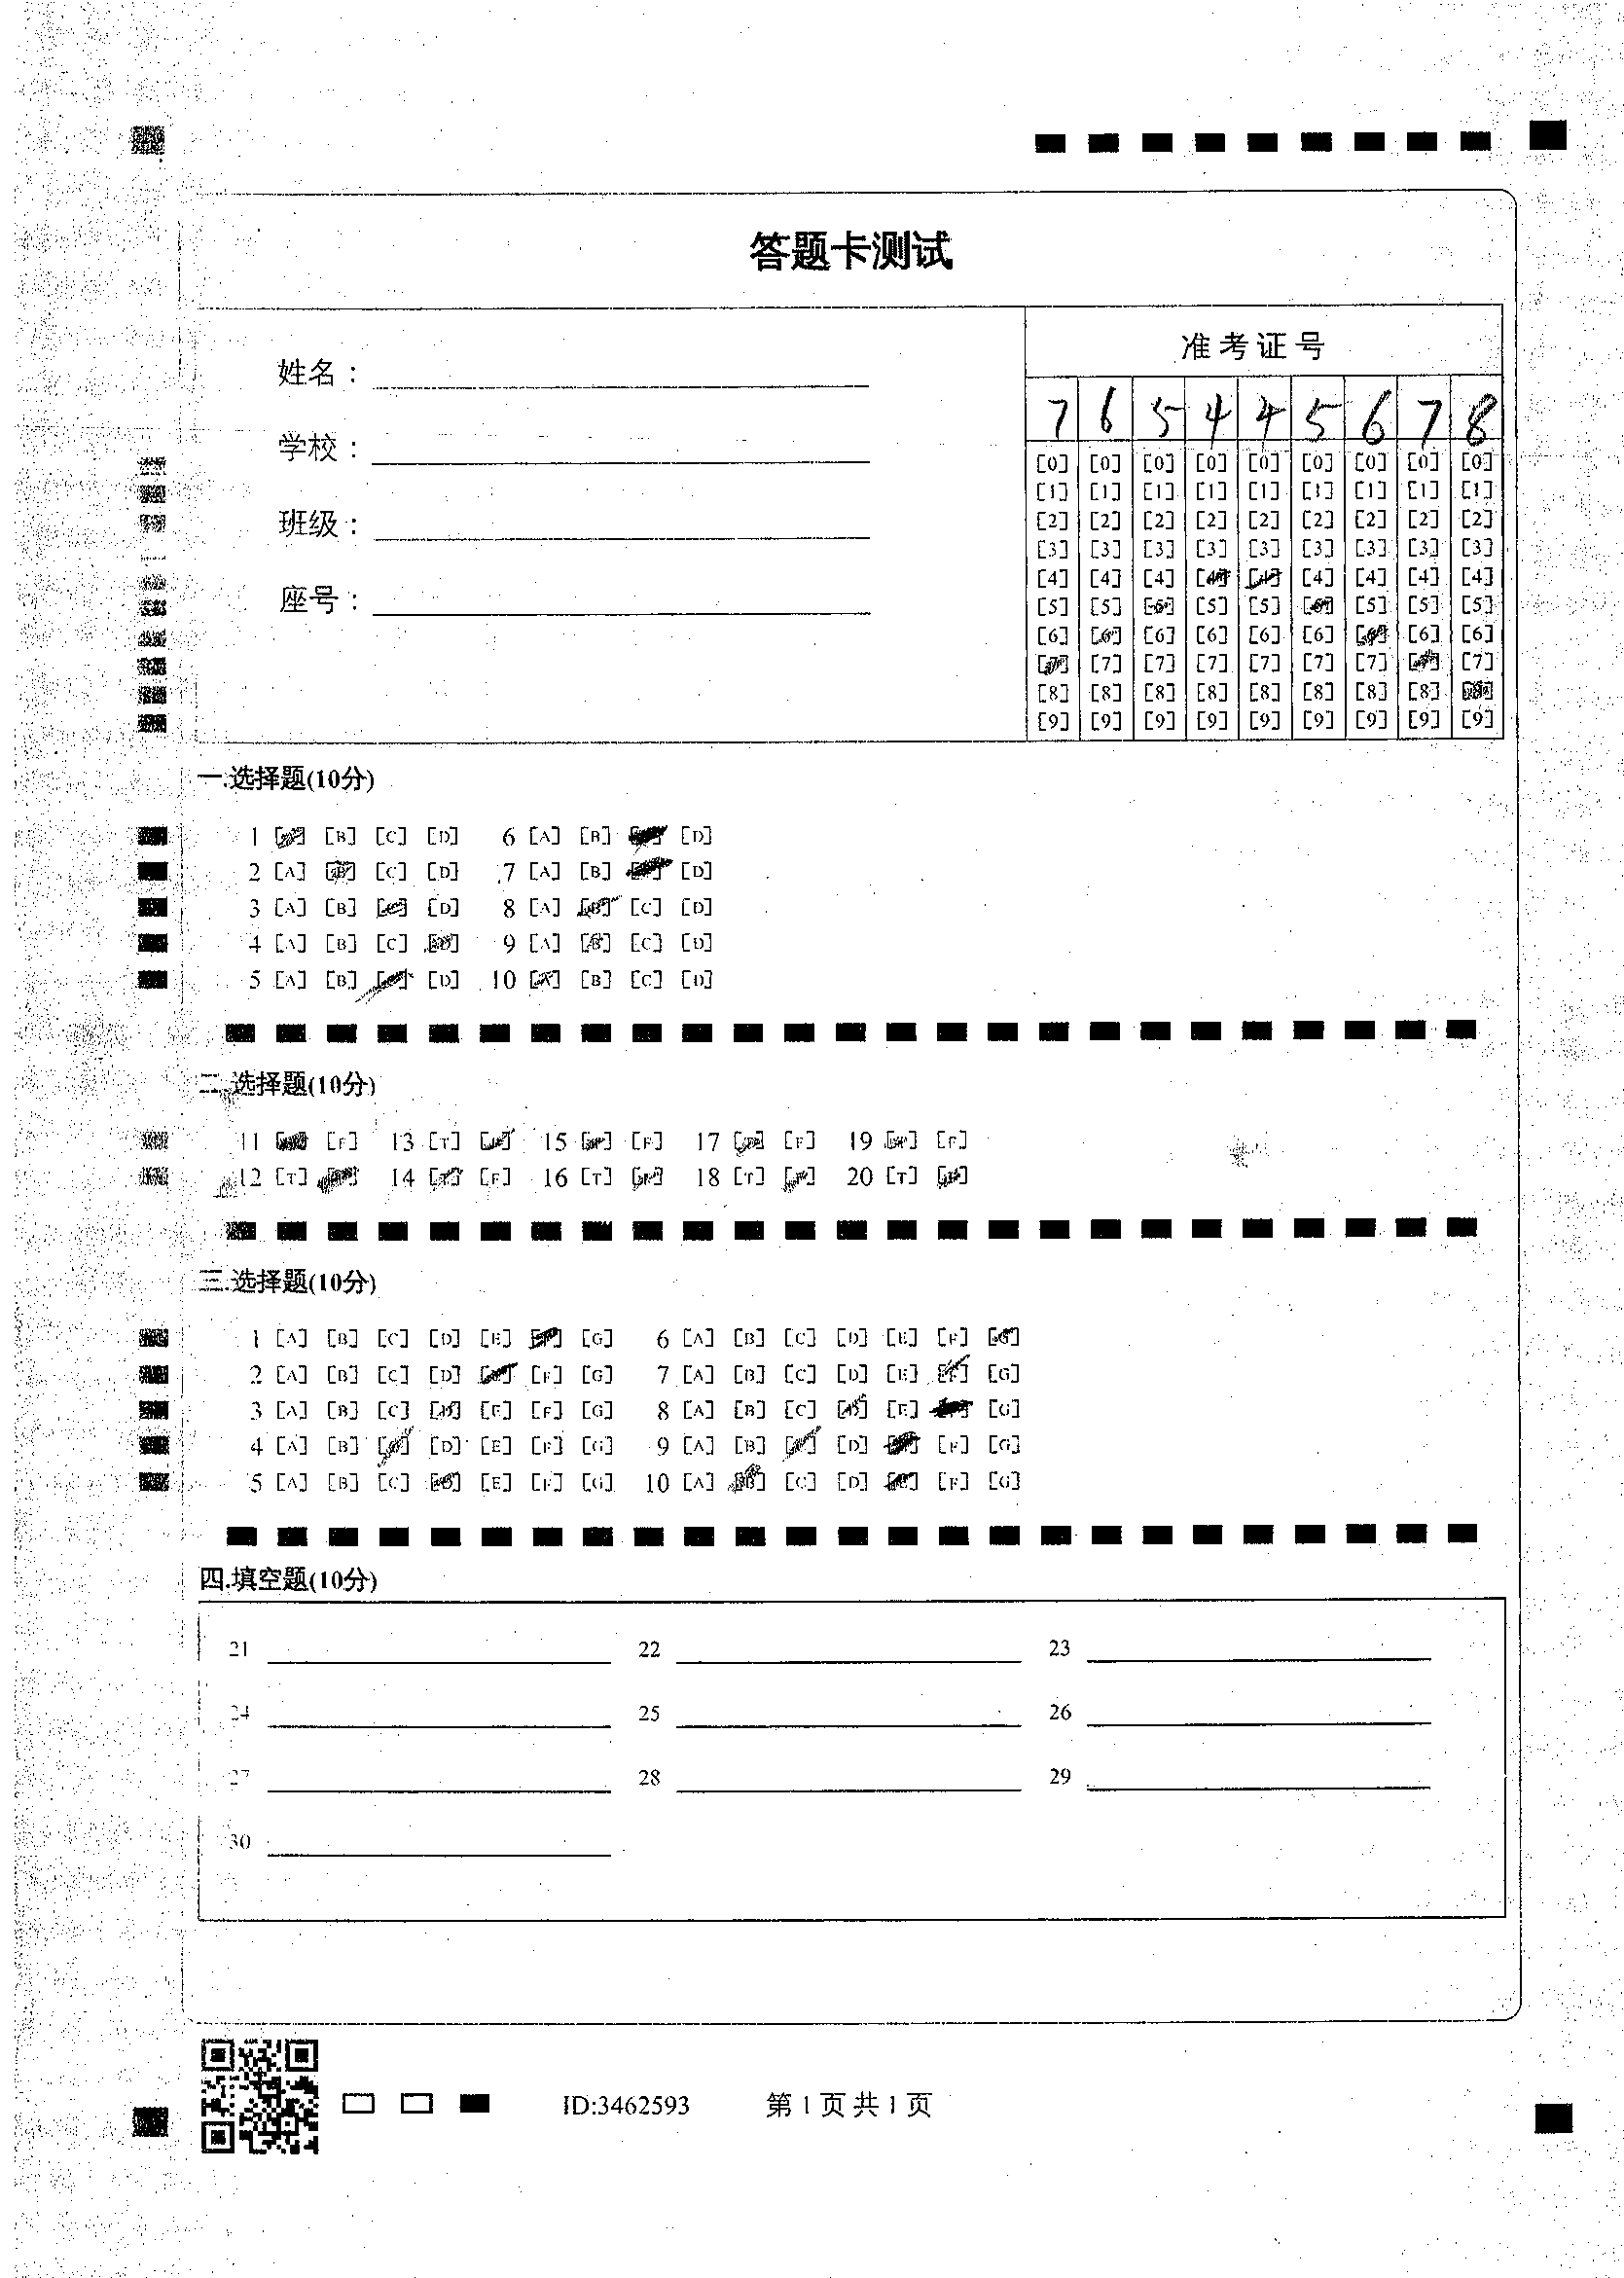 答题卡测试
准考证号
姓名：
学校：
班级：
座号：
7 6 5 4 4 5 6 7 8
[0] [0] [0] [0] [0] [0] [0] [0] [0]
[1] [1] [1] [1] [1] [1] [1] [1] [1]
[2] [2] [2] [2] [2] [2] [2] [2] [2]
[3] [3] [3] [3] [3] [3] [3] [3] [3]
[4] [4] [4] [4] [4] [4] [4]
[5] [5] [5] [5] [5] [5] [5]
[6] [6] [6] [6] [6] [6] [6]
[7] [7] [7] [7] [7] [7] [7]
[8] [8] [8] [8] [8] [8] [8] [8]
[9] [9] [9] [9] [9] [9] [9] [9] [9]
一.选择题(10分)
1 [B] [C] [D] 6 [A] [B] [D]
2 [A] [C] [D] 7 [A] [B] [D]
3 [A] [B] [D] 8 [A] [C] [D]
4 [A] [B] [C] 9 [A] [C] [D]
5 [A] [B] [D] 10 [B] [C] [D]
二.选择题(10分)
11 [F] 13 [T] 15 [F] 17 [F] 19 [F]
12 [T] 14 [F] 16 [T] 18 [T] 20 [T]
三.选择题(10分)
1 [A] [B] [C] [D] [E] [G] 6 [A] [B] [C] [D] [E] [F]
2 [A] [B] [C] [D] [F] [G] 7 [A] [B] [C] [D] [E] [G]
3 [A] [B] [C] [E] [F] [G] 8 [A] [B] [C] [E] [G]
4 [A] [B] [D] [E] [F] [G] 9 [A] [B] [D] [F] [G]
5 [A] [B] [C] [E] [F] [G] 10 [A] [C] [D] [F] [G]
四.填空题(10分)
21 22 23
24 25 26
27 28 29
30
ID:3462593 第1页共1页